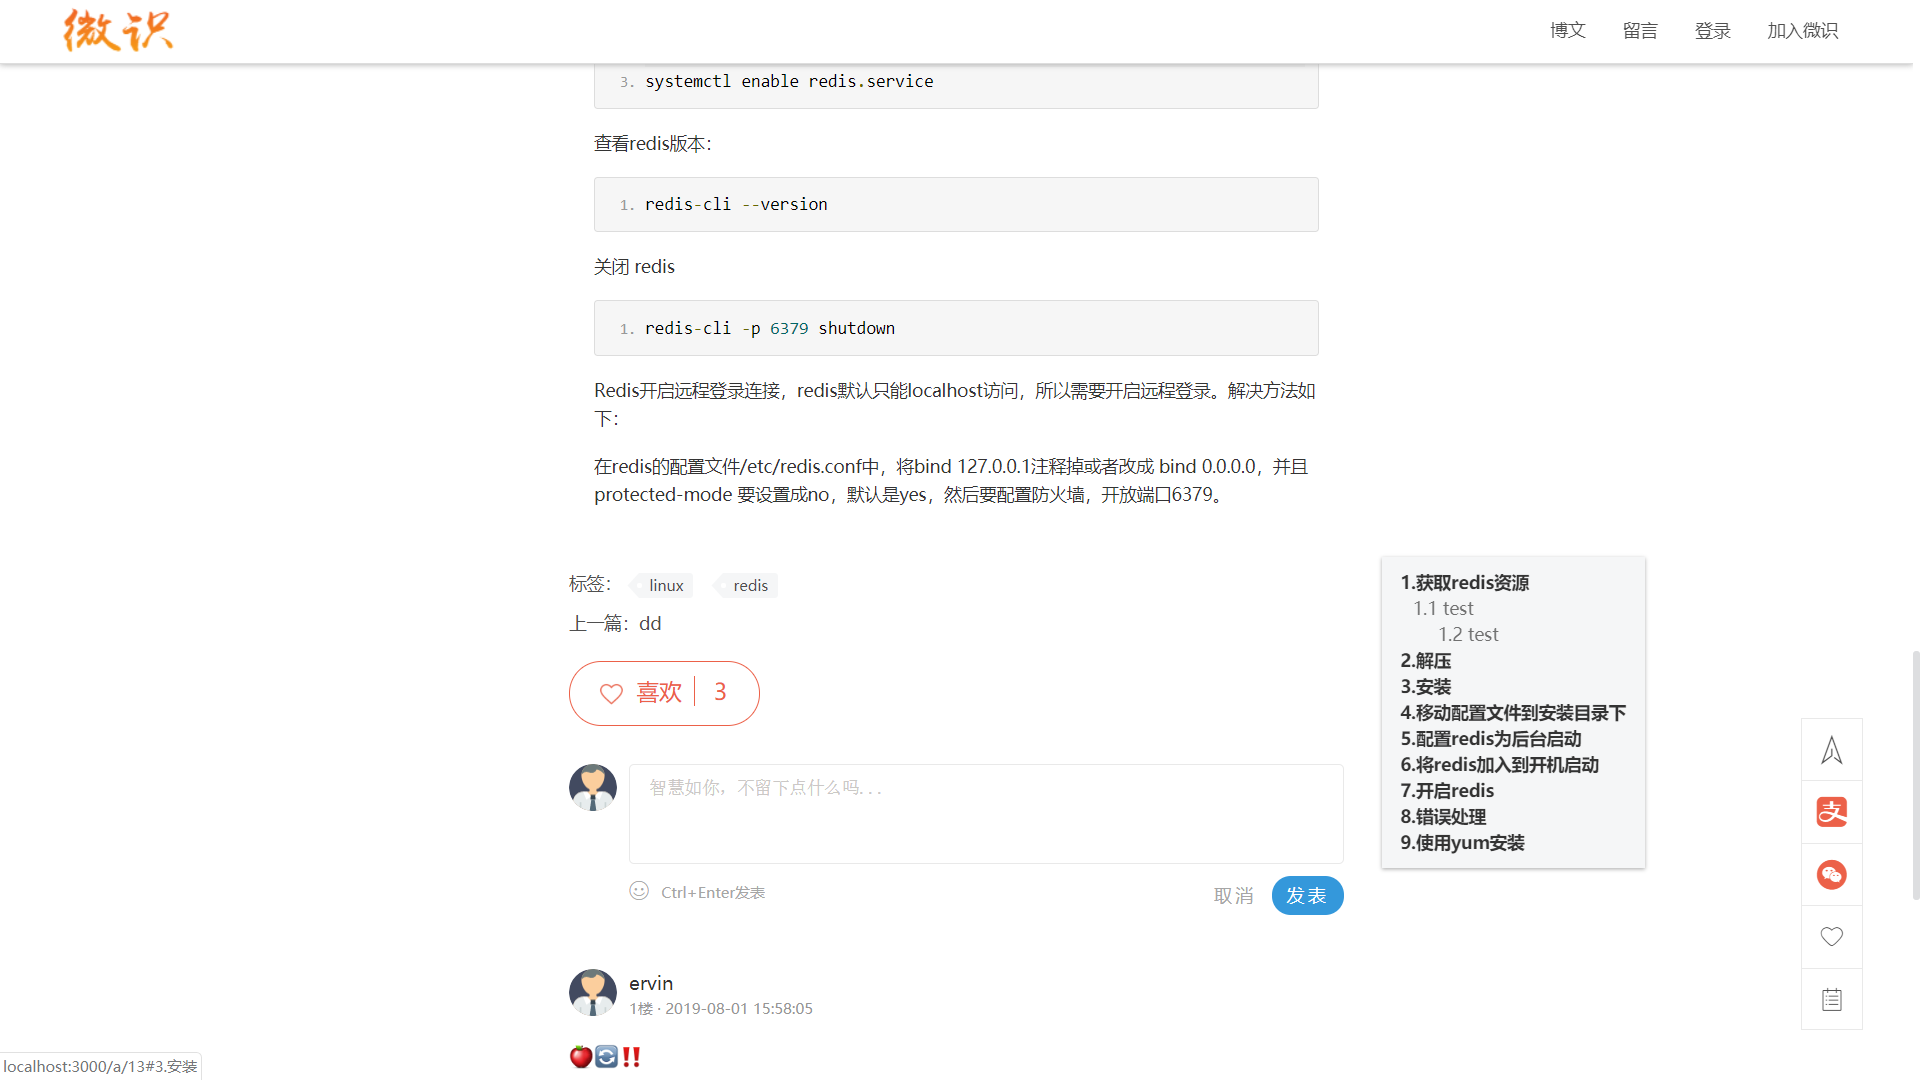 微识
博文
留言
登录
加入微识
3. systemctl enable redis.service
查看redis版本：
1. redis-cli --version
关闭 redis
1. redis-cli -p 6379 shutdown
Redis开启远程登录连接，redis默认只能localhost访问，所以需要开启远程登录。解决方法如
下：
在redis的配置文件/etc/redis.conf中，将bind 127.0.0.1注释掉或者改成 bind 0.0.0.0，并且
protected-mode 要设置成no，默认是yes，然后要配置防火墙，开放端口6379。
标签：
linux
redis
上一篇：dd
喜欢 3
智慧如你，不留下点什么吗...
Ctrl+Enter发表
取消
发表
ervin
1楼 · 2019-08-01 15:58:05
1.获取redis资源
1.1 test
1.2 test
2.解压
3.安装
4.移动配置文件到安装目录下
5.配置redis为后台启动
6.将redis加入到开机启动
7.开启redis
8.错误处理
9.使用yum安装
支
localhost:3000/a/13#3.安装